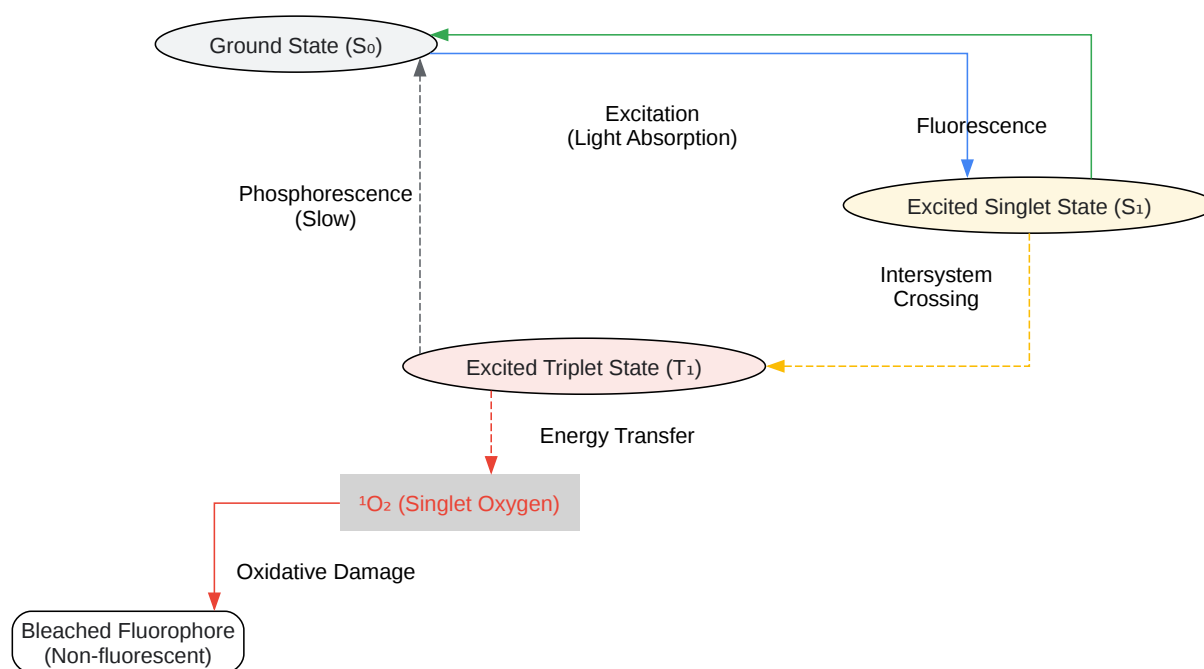 Ground State (S₀)
Excitation
(Light Absorption)
Fluorescence
Phosphorescence
(Slow)
Excited Singlet State (S₁)
Intersystem
Crossing
Excited Triplet State (T₁)
Energy Transfer
¹O₂ (Singlet Oxygen)
Oxidative Damage
Bleached Fluorophore
(Non-fluorescent)